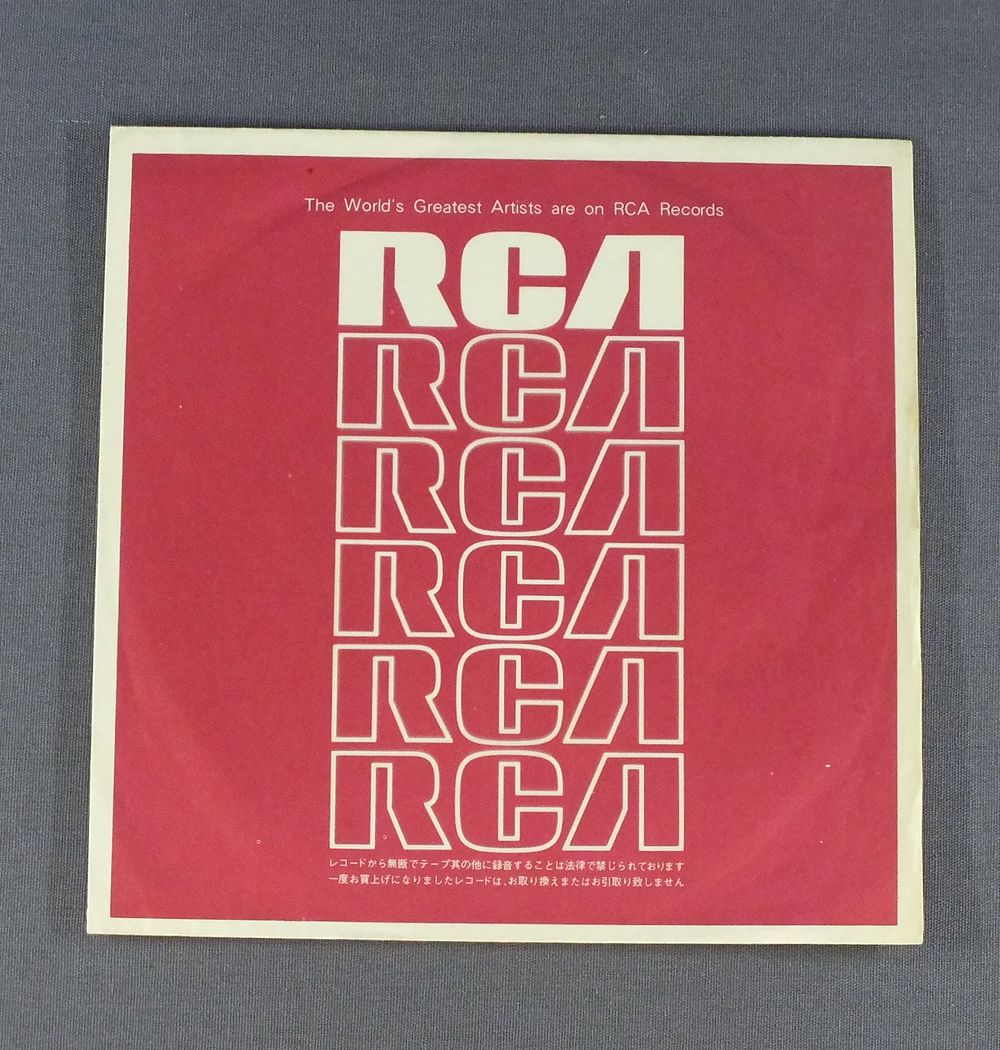 The World's Greatest Artists are on RCA Records
RCA
RCA
RCA
RCA
RCA
RCA
レコードから無断でテープ其の他に録音することは法律で禁じられております
一度お買上げになりましたレコードは、お取り換えまたはお引取り致しません